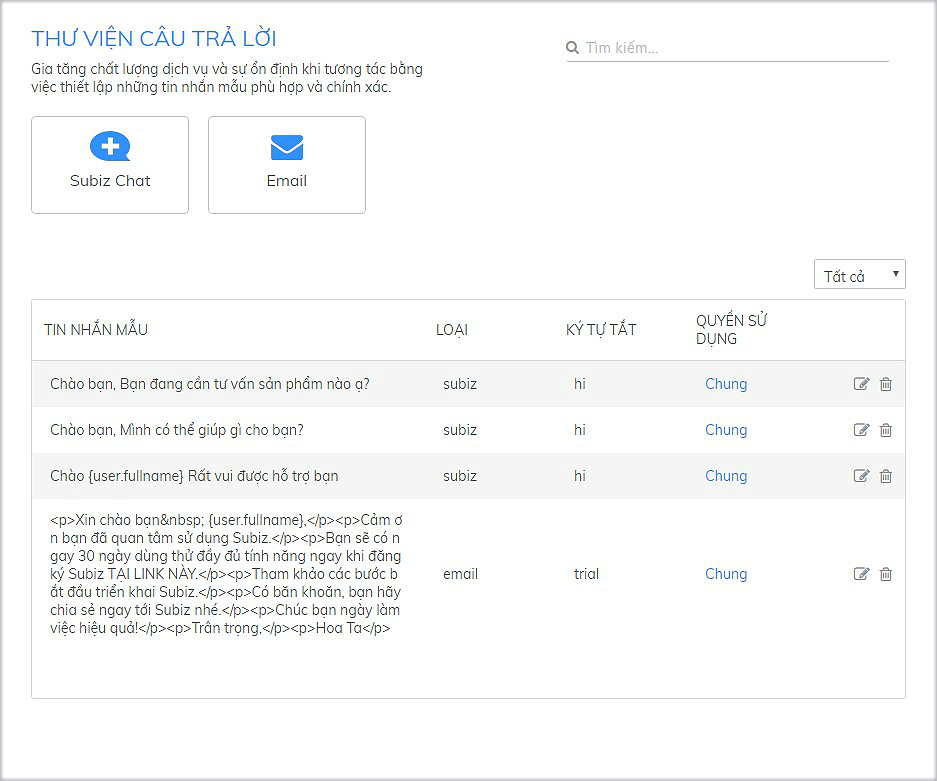 THƯ VIỆN CÂU TRẢ LỜI
Tìm kiếm...
Gia tăng chất lượng dịch vụ và sự ổn định khi tương tác bằng
việc thiết lập những tin nhắn mẫu phù hợp và chính xác.
Subiz Chat
Email
Tất cả
TIN NHẮN MẪU
LOẠI
KÝ TỰ TẮT
QUYỀN SỬ
DỤNG
Chào bạn, Bạn đang cần tư vấn sản phẩm nào ạ?
subiz
hi
Chung
Chào bạn, Mình có thể giúp gì cho bạn?
subiz
hi
Chung
Chào {user.fullname} Rất vui được hỗ trợ bạn
subiz
hi
Chung
<p>Xin chào bạn&nbsp; {user.fullname},</p><p>Cảm ơ
n bạn đã quan tâm sử dụng Subiz.</p><p>Bạn sẽ có n
gay 30 ngày dùng thử đầy đủ tính năng ngay khi đăng
ký Subiz TẠI LINK NÀY.</p><p>Tham khảo các bước b
ắt đầu triển khai Subiz.</p><p>Có băn khoăn, bạn hãy
chia sẻ ngay tới Subiz nhé.</p><p>Chúc bạn ngày làm
việc hiệu quả!</p><p>Trân trọng,</p><p>Hoa Ta</p>
email
trial
Chung